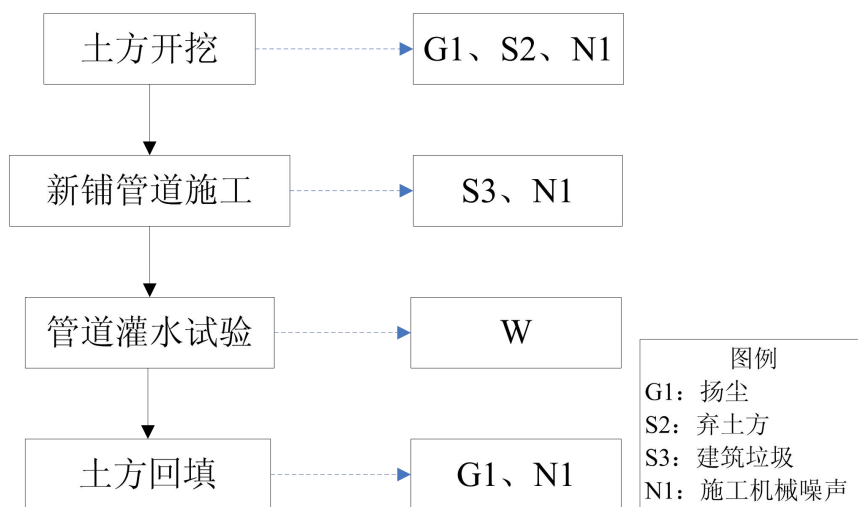 土方开挖
G1、S2、N1
新铺管道施工
S3、N1
管道灌水试验
W
土方回填
G1、N1
图例
G1：扬尘
S2：弃土方
S3：建筑垃圾
N1：施工机械噪声